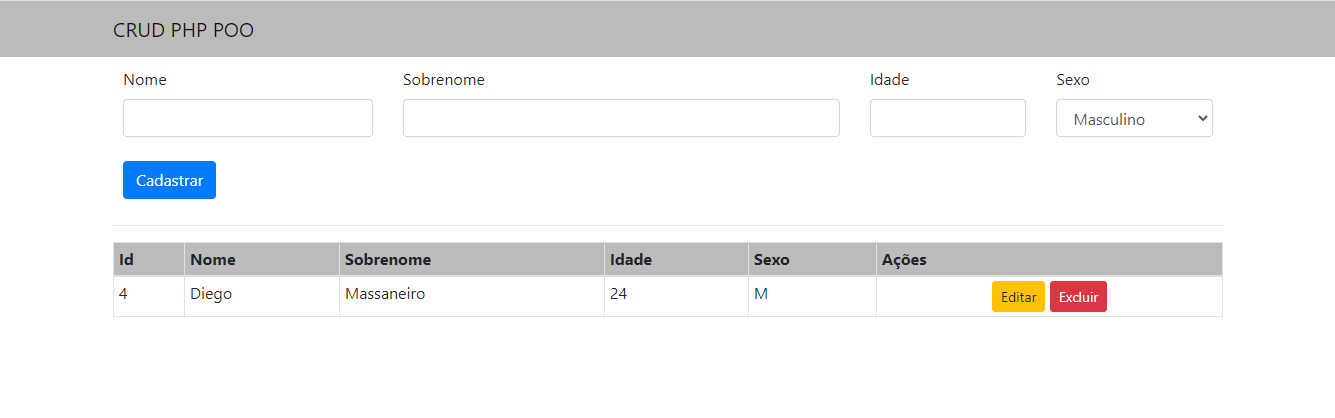 CRUD PHP POO
Nome Sobrenome Idade Sexo
Masculino
Cadastrar
Id Nome Sobrenome Idade Sexo Ações
4 Diego Massaneiro 24 M Editar Excluir